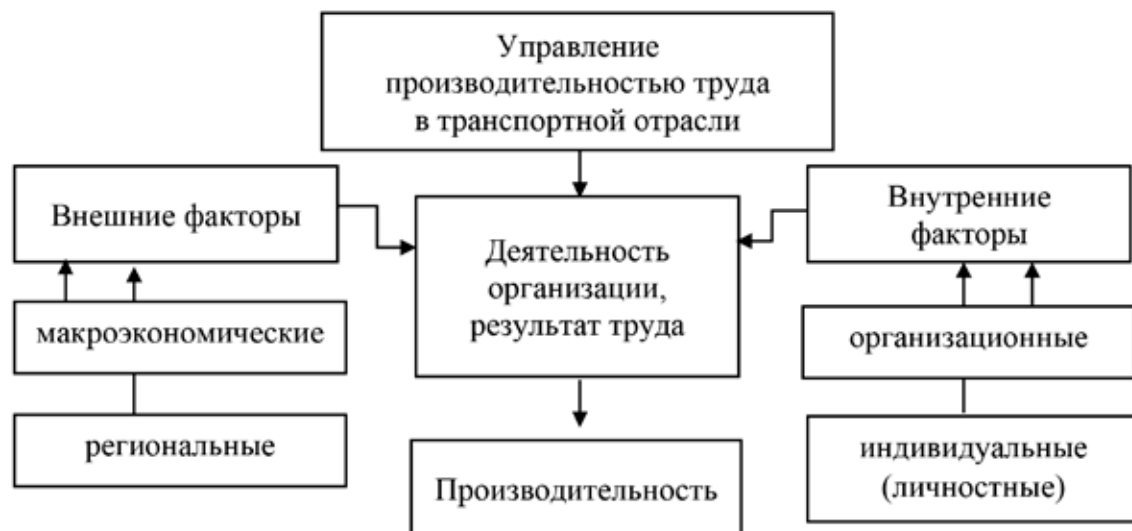 Управление
производительностью труда
в транспортной отрасли
Внешние факторы
Внутренние
факторы
Деятельность
организации,
результат труда
макроэкономические
организационные
региональные
индивидуальные
(личностные)
Производительность